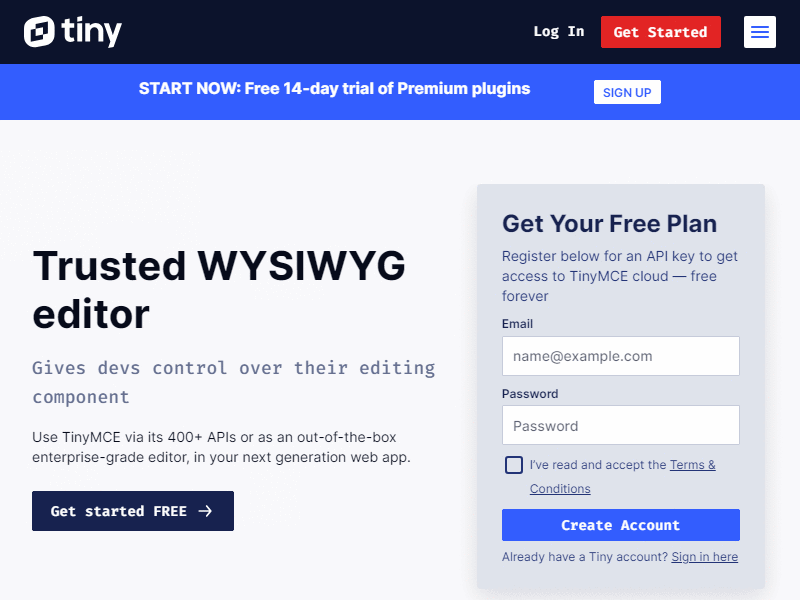 tiny
Log In
Get Started
START NOW: Free 14-day trial of Premium plugins
SIGN UP
Trusted WYSIWYG
editor
Gives devs control over their editing
component
Use TinyMCE via its 400+ APIs or as an out-of-the-box
enterprise-grade editor, in your next generation web app.
Get started FREE →
Get Your Free Plan
Register below for an API key to get
access to TinyMCE cloud — free
forever
Email
name@example.com
Password
Password
I've read and accept the Terms &
Conditions
Create Account
Already have a Tiny account? Sign in here